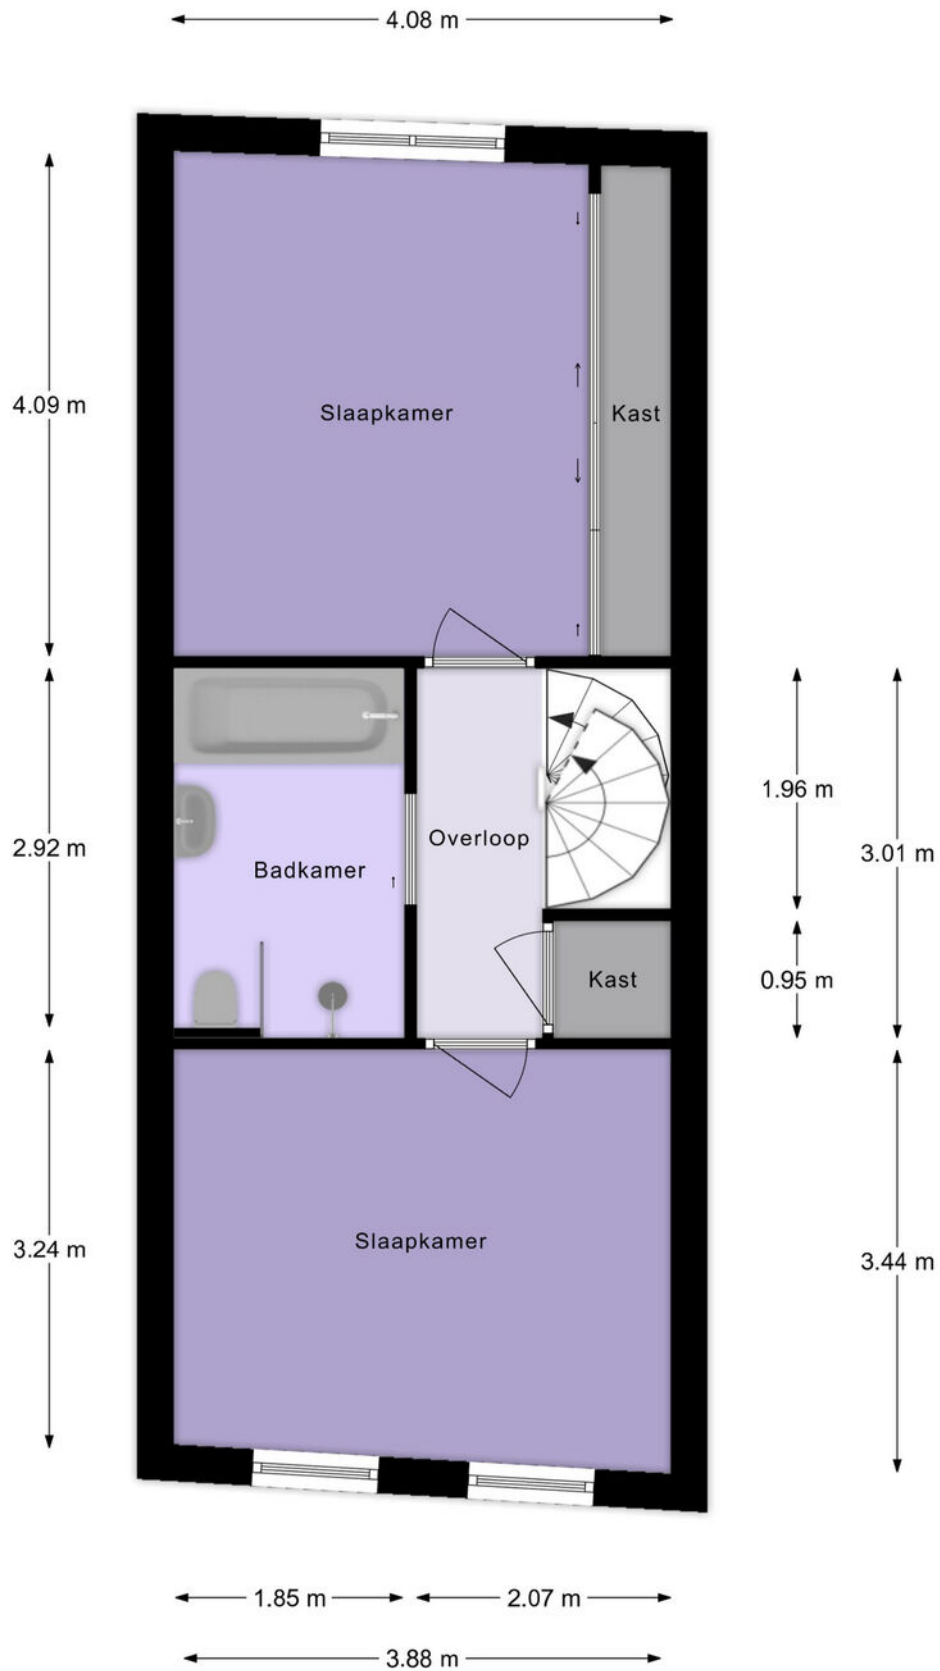 4.08 m
4.09 m
Slaapkamer
Kast
1.96 m
2.92 m
Overloop
3.01 m
Badkamer
Kast
0.95 m
3.24 m
Slaapkamer
3.44 m
1.85 m
2.07 m
3.88 m